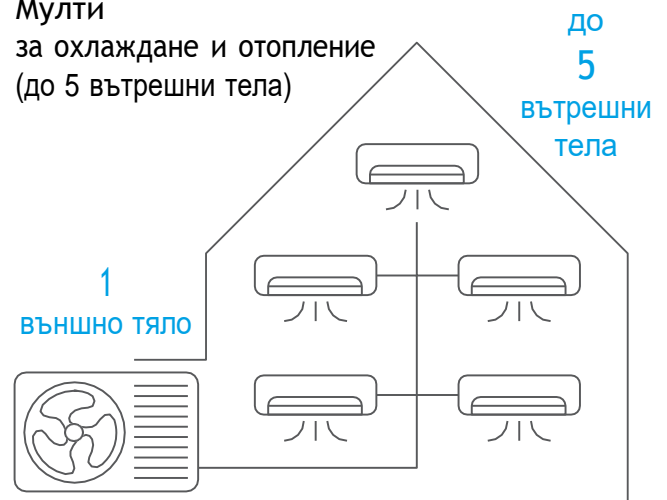 Мулти
за охлаждане и отопление
(до 5 вътрешни тела)
до
5
вътрешни
тела
1
външно тяло